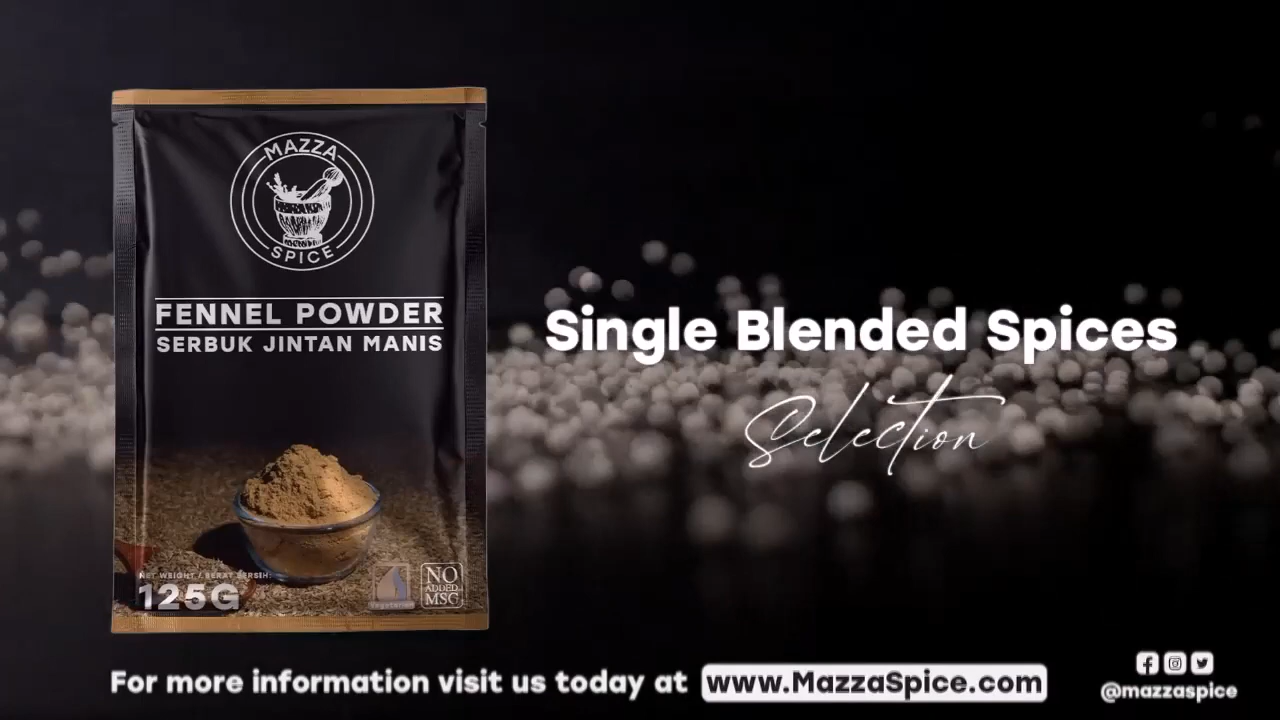 MAZZA
SPICE
FENNEL POWDER
SERBUK JINTAN MANIS
NET WEIGHT / BERAT BERSIH:
125G
Vegetarian
NO
ADDED
MSG
Single Blended Spices
Selection
For more information visit us today at www.MazzaSpice.com
@mazzaspice